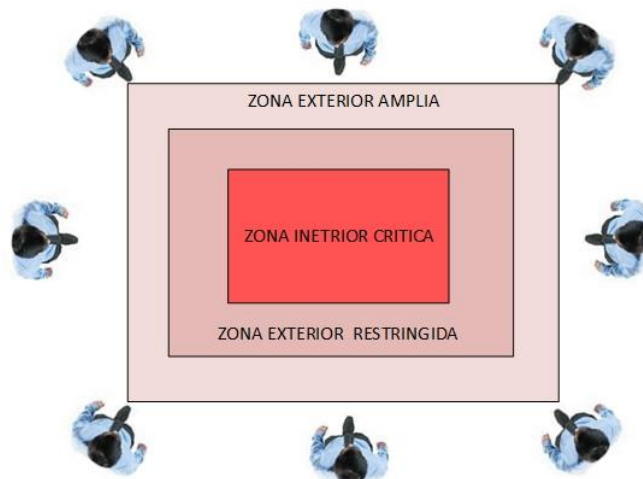 ZONA EXTERIOR AMPLIA
ZONA INETRIOR CRITICA
ZONA EXTERIOR RESTRINGIDA